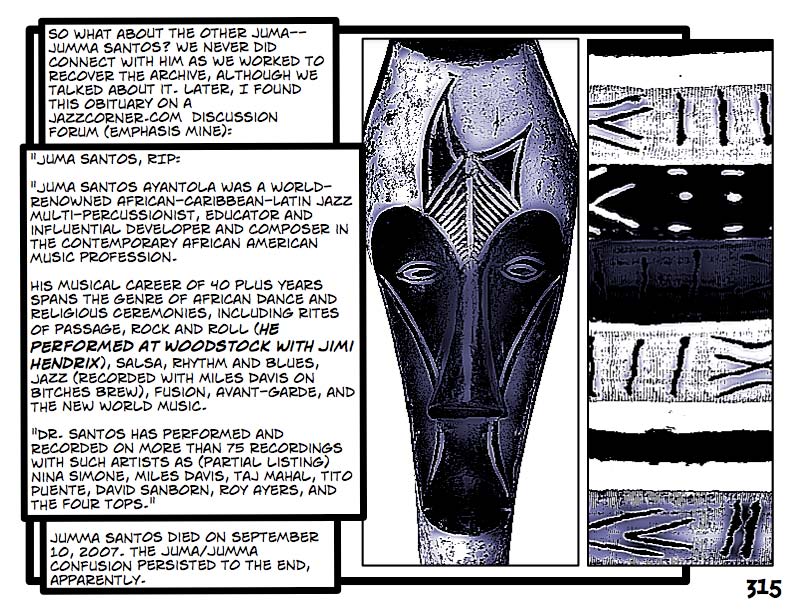 SO WHAT ABOUT THE OTHER JUMA--
JUMMA SANTOS? WE NEVER DID
CONNECT WITH HIM AS WE WORKED TO
RECOVER THE ARCHIVE, ALTHOUGH WE
TALKED ABOUT IT. LATER, I FOUND
THIS OBITUARY ON A
JAZZCORNER.COM DISCUSSION
FORUM (EMPHASIS MINE):
"JUMA SANTOS, RIP:
"JUMA SANTOS AYANTOLA WAS A WORLD-
RENOWNED AFRICAN-CARIBBEAN-LATIN JAZZ
MULTI-PERCUSSIONIST, EDUCATOR AND
INFLUENTIAL DEVELOPER AND COMPOSER IN
THE CONTEMPORARY AFRICAN AMERICAN
MUSIC PROFESSION.
HIS MUSICAL CAREER OF 40 PLUS YEARS
SPANS THE GENRE OF AFRICAN DANCE AND
RELIGIOUS CEREMONIES, INCLUDING RITES
OF PASSAGE, ROCK AND ROLL (HE
PERFORMED AT WOODSTOCK WITH JIMI
HENDRIX), SALSA, RHYTHM AND BLUES,
JAZZ (RECORDED WITH MILES DAVIS ON
BITCHES BREW), FUSION, AVANT-GARDE, AND
THE NEW WORLD MUSIC.
"DR. SANTOS HAS PERFORMED AND
RECORDED ON MORE THAN 75 RECORDINGS
WITH SUCH ARTISTS AS (PARTIAL LISTING)
NINA SIMONE, MILES DAVIS, TAJ MAHAL, TITO
PUENTE, DAVID SANBORN, ROY AYERS, AND
THE FOUR TOPS."
JUMMA SANTOS DIED ON SEPTEMBER
10, 2007. THE JUMA/JUMMA
CONFUSION PERSISTED TO THE END,
APPARENTLY.
315